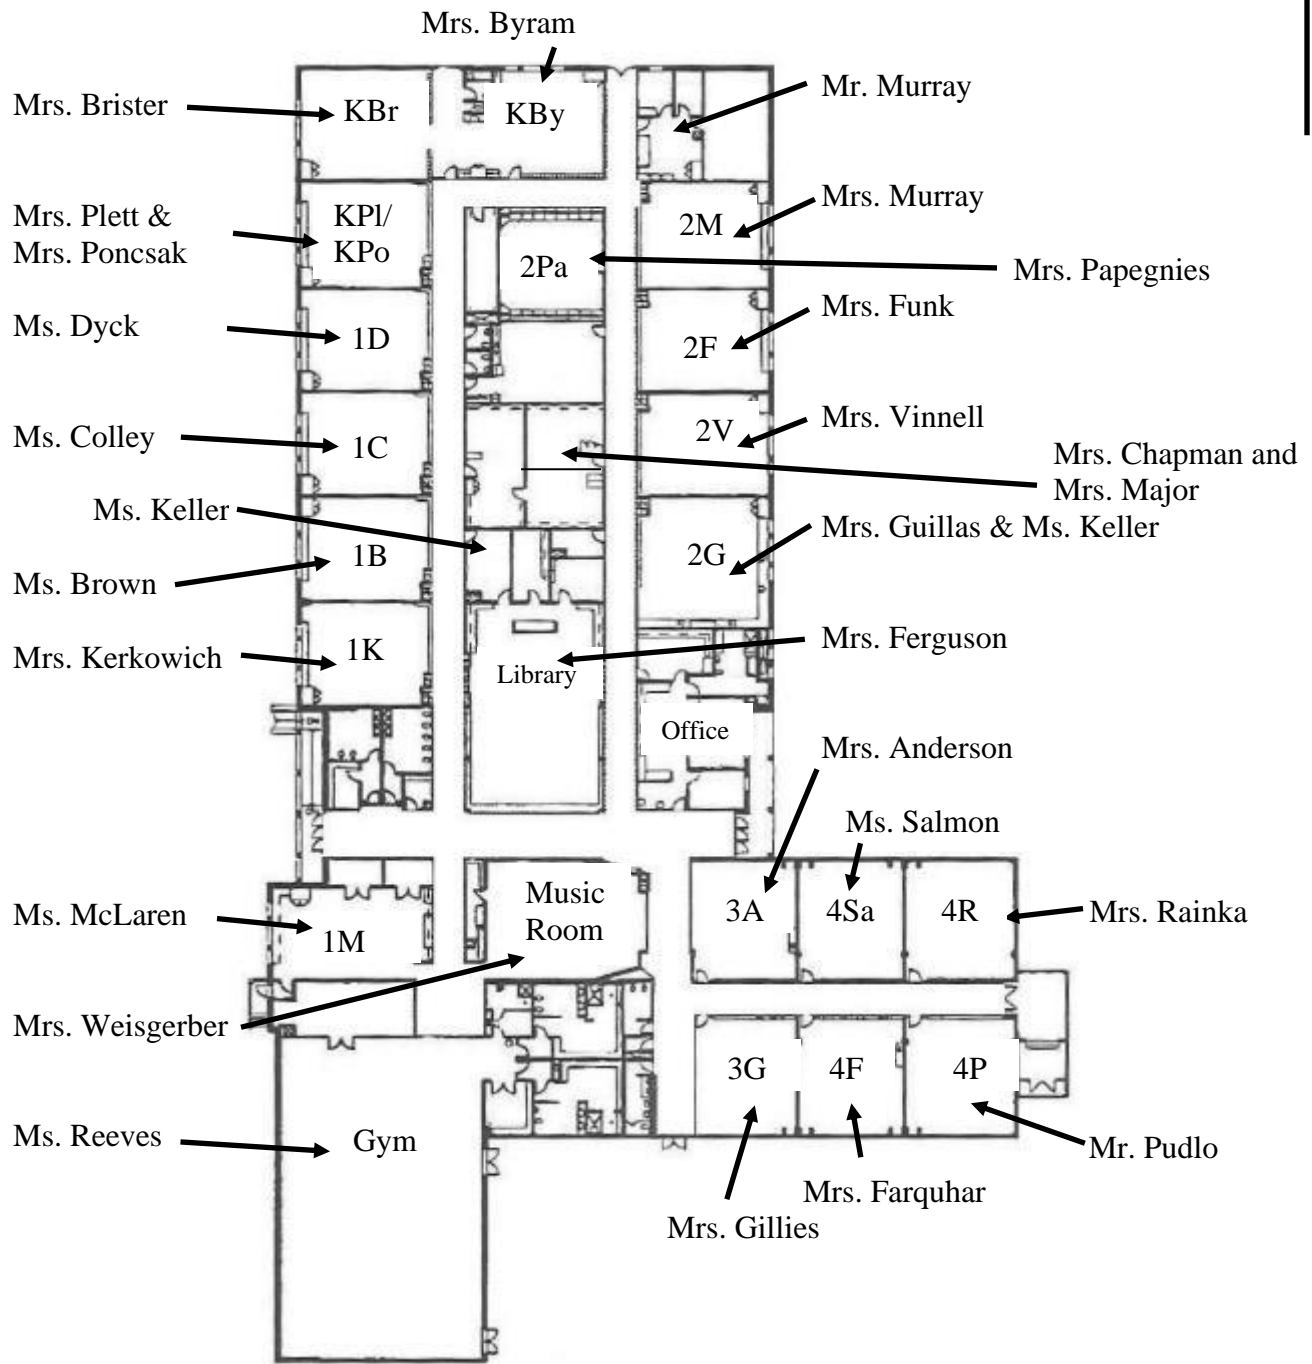 Mrs. Byram
Mrs. Brister
KBr
KBy
Mr. Murray
Mrs. Plett &
Mrs. Poncsak
KPl/
KPo
2M
Mrs. Murray
2Pa
Mrs. Papegnies
Ms. Dyck
1D
2F
Mrs. Funk
Ms. Colley
1C
2V
Mrs. Vinnell
Mrs. Chapman and
Mrs. Major
Ms. Keller
Mrs. Guillas & Ms. Keller
1B
2G
Ms. Brown
Mrs. Kerkowich
1K
Library
Mrs. Ferguson
Office
Mrs. Anderson
Ms. Salmon
Ms. McLaren
1M
Music
Room
3A
4Sa
4R
Mrs. Rainka
Mrs. Weisgerber
3G
4F
4P
Ms. Reeves
Gym
Mr. Pudlo
Mrs. Farquhar
Mrs. Gillies